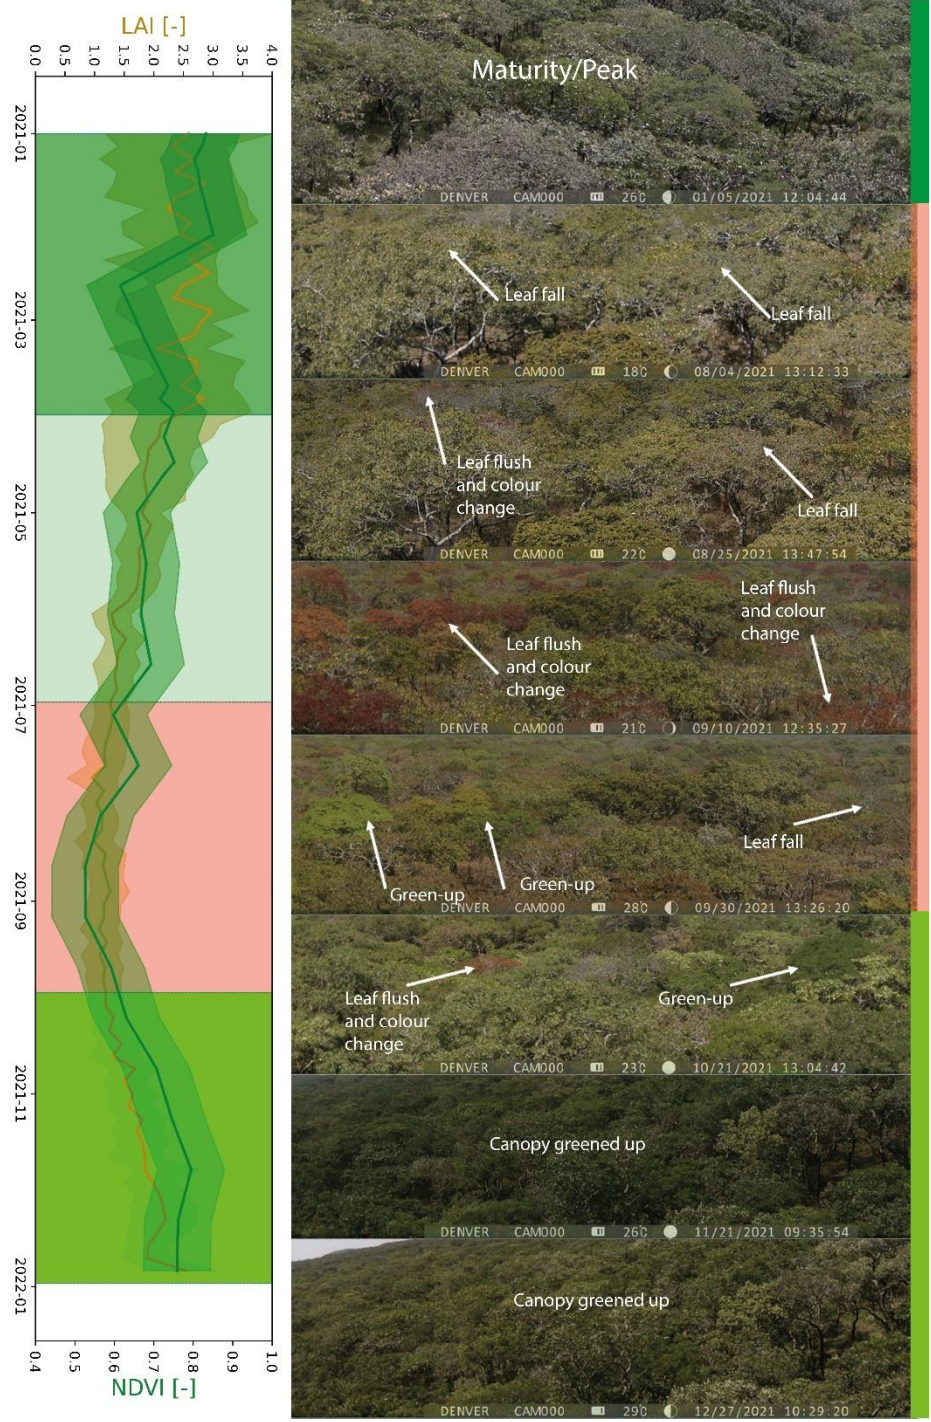 LAI [-]
0.0 0.5 1.0 1.5 2.0 2.5 3.0 3.5 4.0
2021-01
2021-03
2021-05
2021-07
2021-09
2021-11
2022-01
0.4 0.5 0.6 0.7 0.8 0.9 1.0
NDVI [-]
Maturity/Peak
DENVER CAM000 26C 01/05/2021 12:04:44
Leaf fall
Leaf fall
DENVER CAM000 18C 08/04/2021 13:12:33
Leaf flush
and colour
change
Leaf fall
DENVER CAM000 22C 08/25/2021 13:47:54
Leaf flush
and colour
change
Leaf flush
and colour
change
DENVER CAM000 21C 09/10/2021 12:35:27
Leaf fall
Green-up
Green-up
DENVER CAM000 28C 09/30/2021 13:26:20
Leaf flush
and colour
change
Green-up
DENVER CAM000 23C 10/21/2021 13:04:42
Canopy greened up
DENVER CAM000 26C 11/21/2021 09:35:54
Canopy greened up
DENVER CAM000 29C 12/27/2021 10:29:20